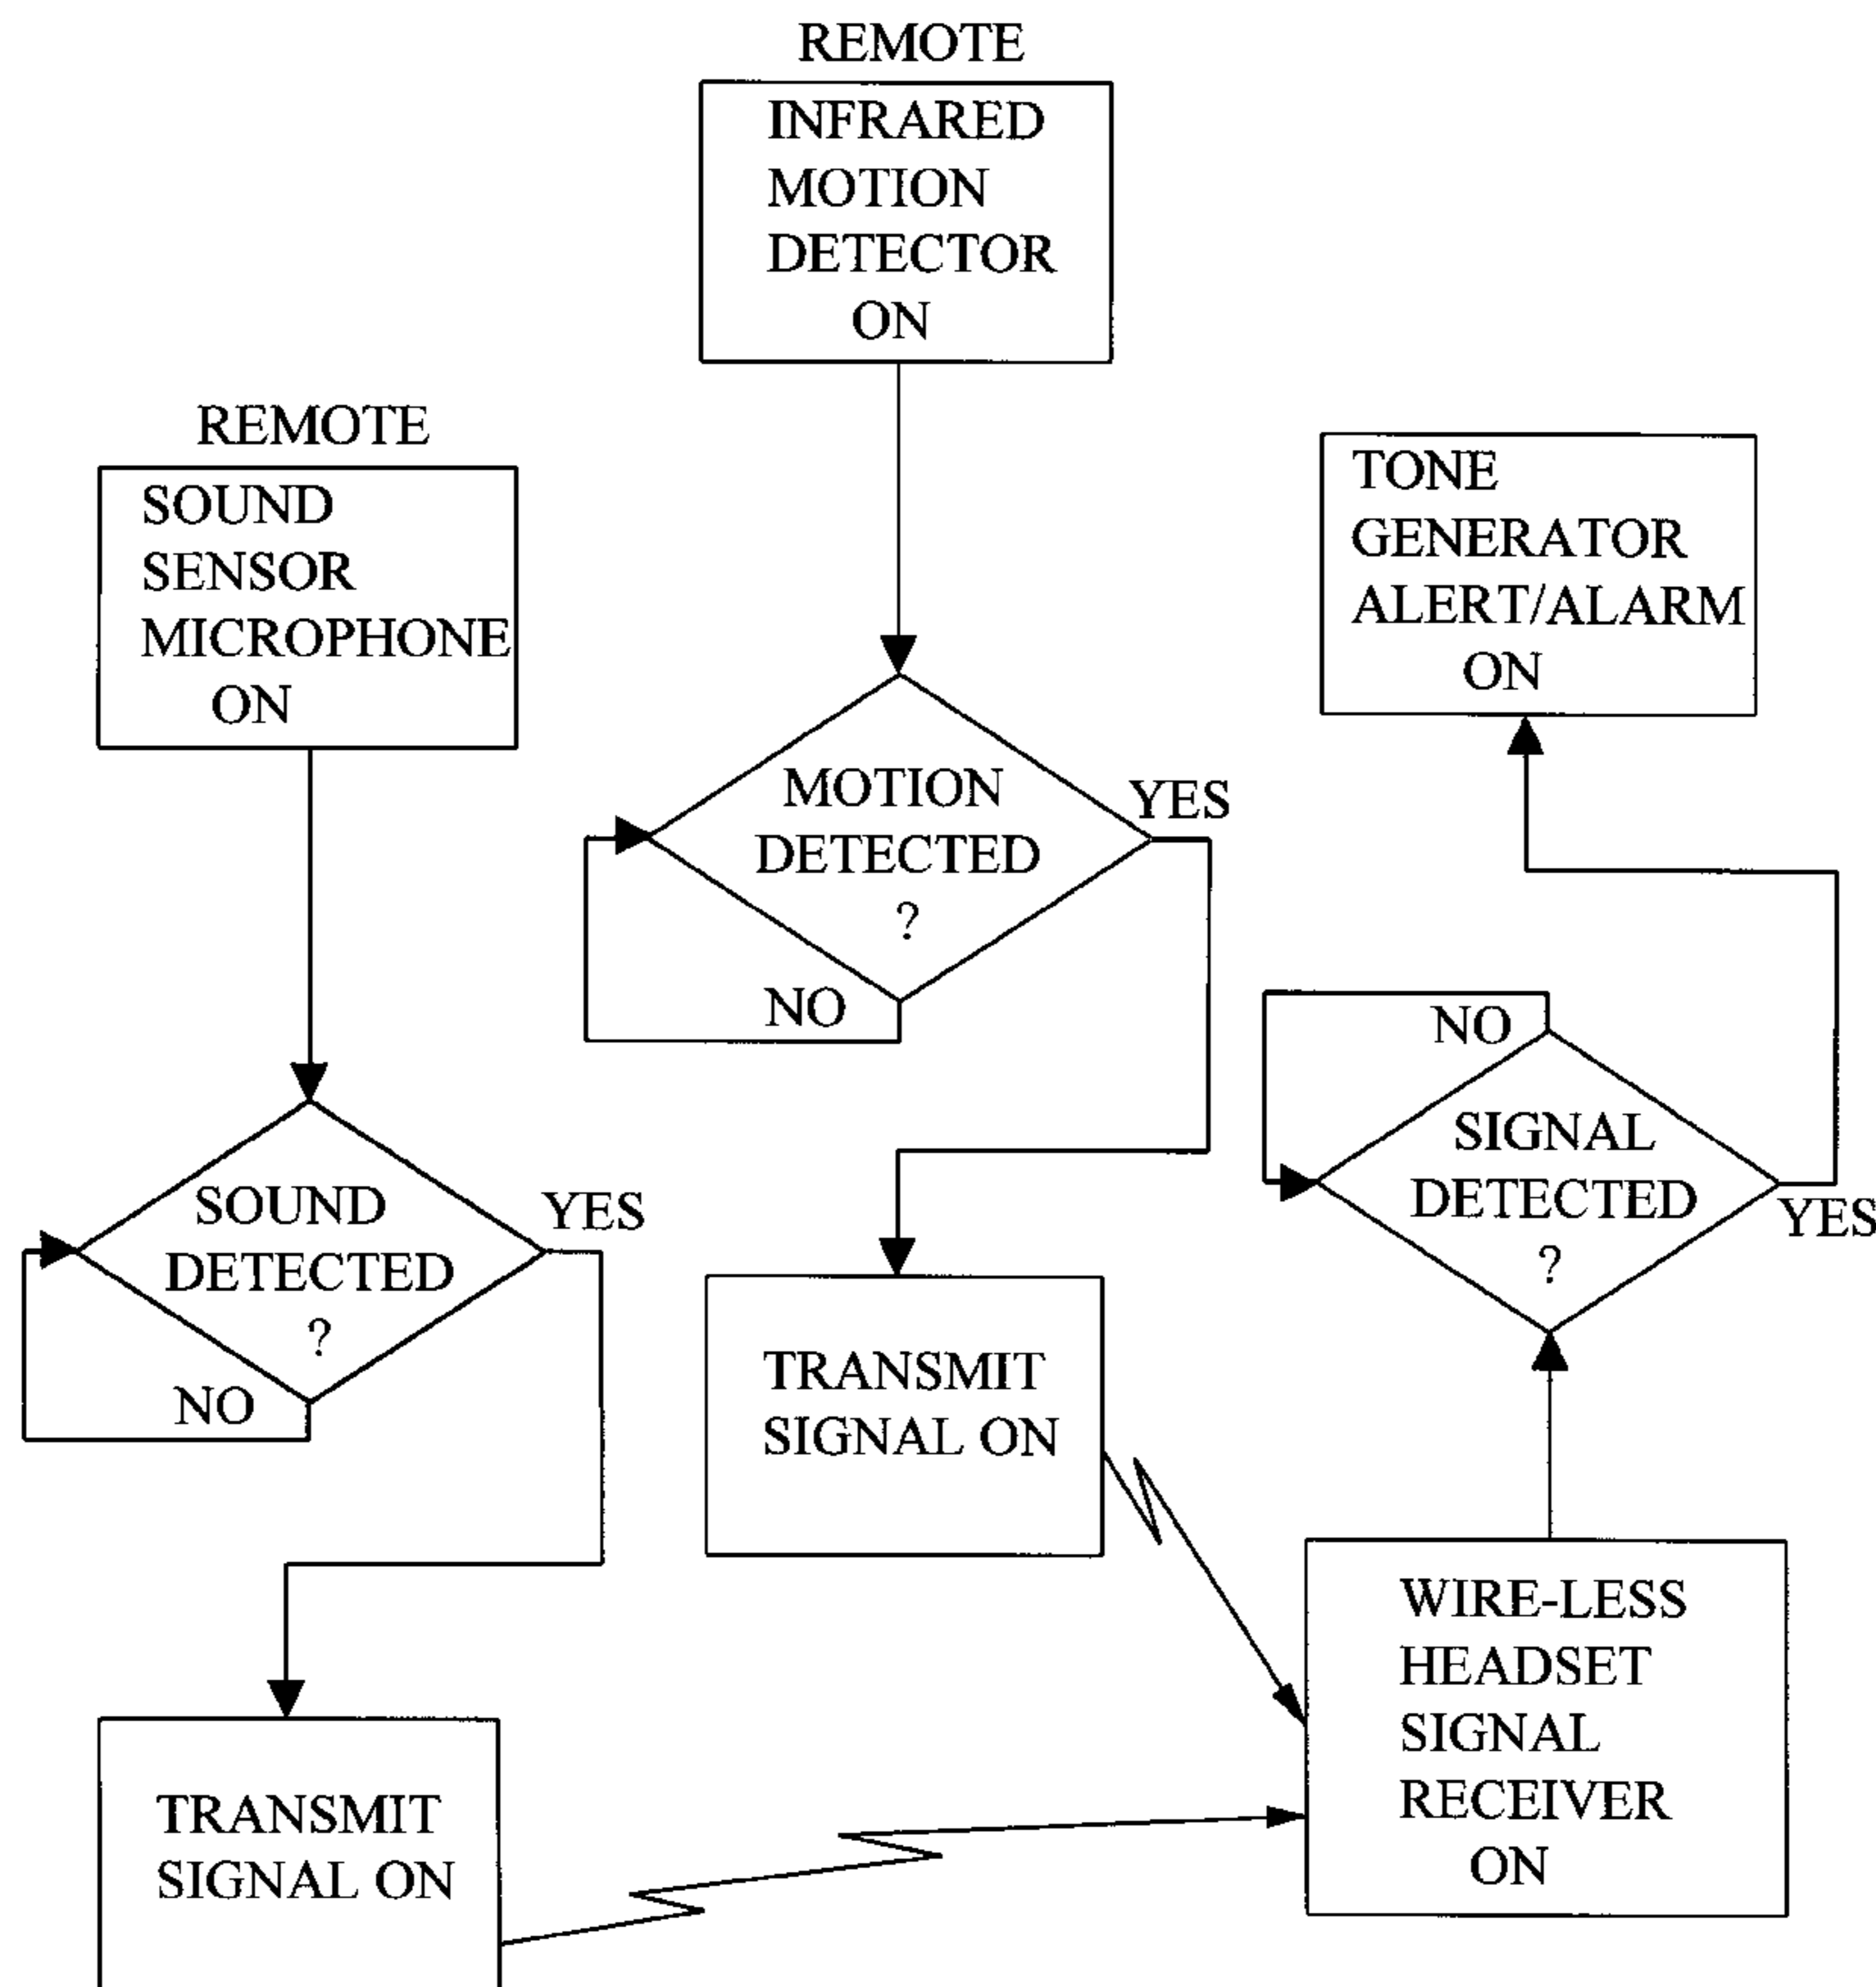 REMOTE
INFRARED
MOTION
DETECTOR
ON
REMOTE
SOUND
SENSOR
MICROPHONE
ON
TONE
GENERATOR
ALERT/ALARM
ON
MOTION
DETECTED
?
YES
NO
SOUND
DETECTED
?
YES
NO
NO
SIGNAL
DETECTED
?
YES
TRANSMIT
SIGNAL ON
TRANSMIT
SIGNAL ON
WIRE-LESS
HEADSET
SIGNAL
RECEIVER
ON